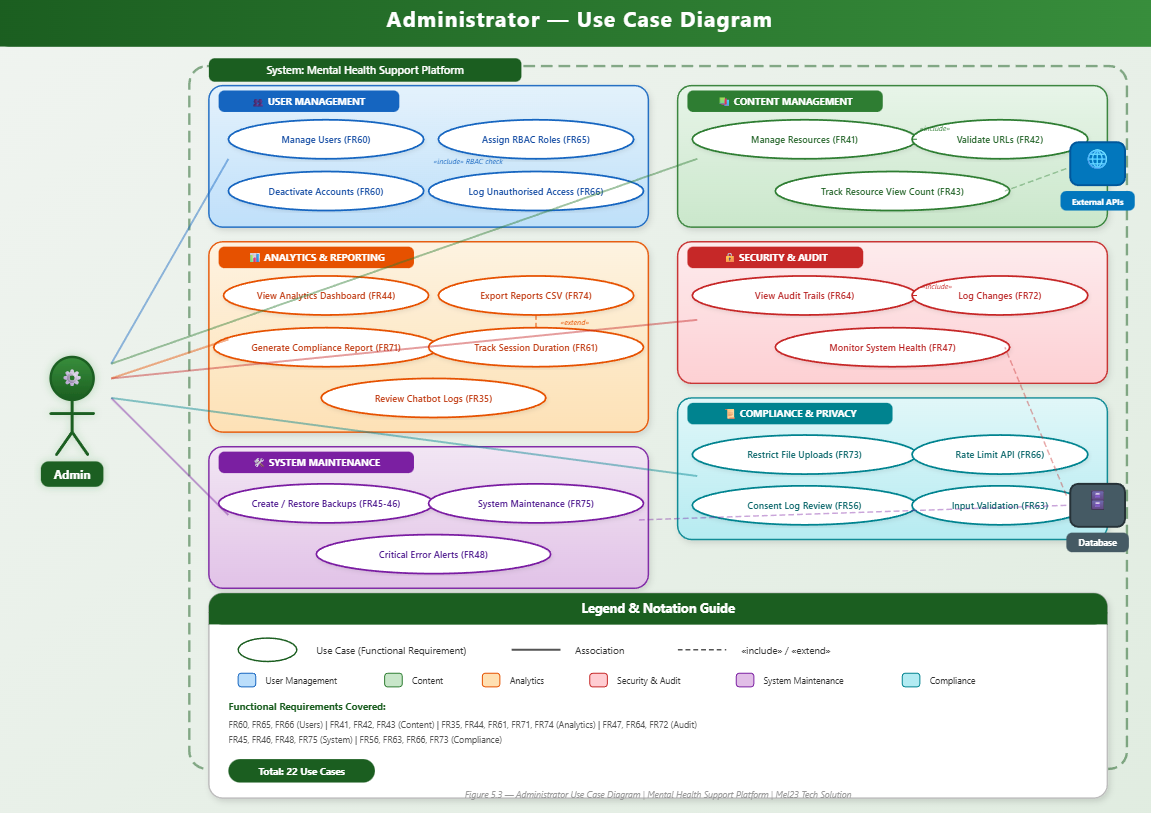 Administrator — Use Case Diagram
System: Mental Health Support Platform
USER MANAGEMENT
Manage Users (FR60)
Assign RBAC Roles (FR65)
«include» RBAC check
Deactivate Accounts (FR60)
Log Unauthorised Access (FR66)
CONTENT MANAGEMENT
Manage Resources (FR41)
«include»
Validate URLs (FR42)
Track Resource View Count (FR43)
External APIs
ANALYTICS & REPORTING
View Analytics Dashboard (FR44)
Export Reports CSV (FR74)
«extend»
Generate Compliance Report (FR71)
Track Session Duration (FR61)
Review Chatbot Logs (FR35)
SECURITY & AUDIT
View Audit Trails (FR64)
«include»
Log Changes (FR72)
Monitor System Health (FR47)
Admin
SYSTEM MAINTENANCE
Create / Restore Backups (FR45-46)
System Maintenance (FR75)
Critical Error Alerts (FR48)
COMPLIANCE & PRIVACY
Restrict File Uploads (FR73)
Rate Limit API (FR66)
Consent Log Review (FR56)
Input Validation (FR63)
Database
Legend & Notation Guide
Use Case (Functional Requirement)
Association
«include» / «extend»
User Management
Content
Analytics
Security & Audit
System Maintenance
Compliance
Functional Requirements Covered:
FR60, FR65, FR66 (Users) | FR41, FR42, FR43 (Content) | FR35, FR44, FR61, FR71, FR74 (Analytics) | FR47, FR64, FR72 (Audit)
FR45, FR46, FR48, FR75 (System) | FR56, FR63, FR66, FR73 (Compliance)
Total: 22 Use Cases
Figure 5.3 — Administrator Use Case Diagram | Mental Health Support Platform | Mel23 Tech Solution